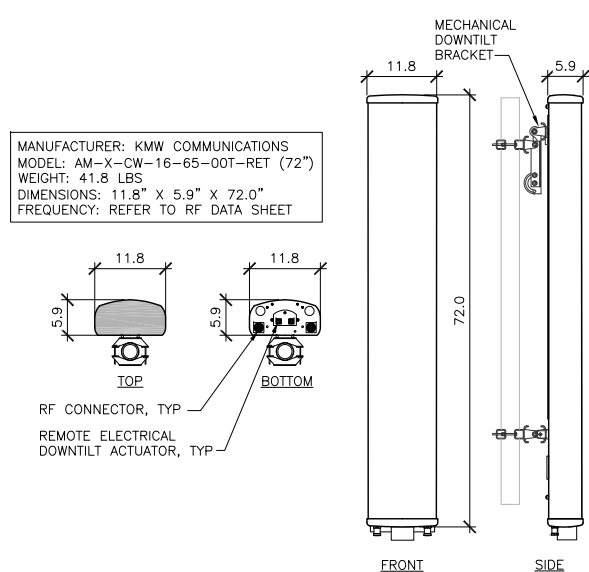 MECHANICAL
DOWNTILT
BRACKET
11.8
5.9
MANUFACTURER: KMW COMMUNICATIONS
MODEL: AM-X-CW-16-65-00T-RET (72")
WEIGHT: 41.8 LBS
DIMENSIONS: 11.8" X 5.9" X 72.0"
FREQUENCY: REFER TO RF DATA SHEET
11.8
11.8
5.9
5.9
72.0
TOP
BOTTOM
RF CONNECTOR, TYP
REMOTE ELECTRICAL
DOWNTILT ACTUATOR, TYP
FRONT
SIDE